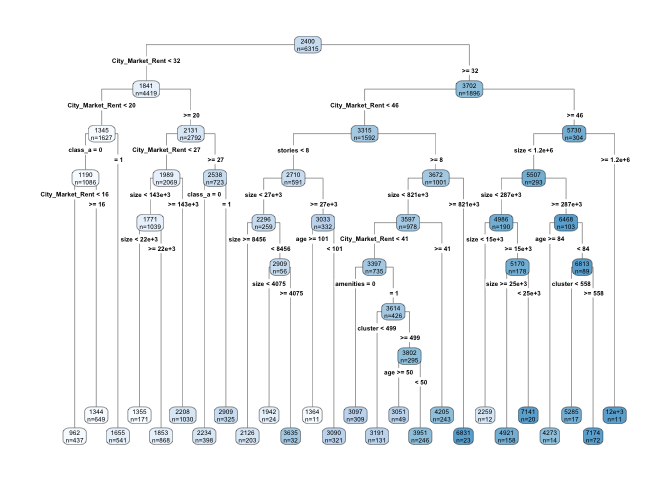 2400
n=6315
City_Market_Rent < 32
>= 32
1841
n=4419
3702
n=1896
City_Market_Rent < 20
>= 20
City_Market_Rent < 46
>= 46
1345
n=1627
2131
n=2792
3315
n=1592
5730
n=304
class_a = 0
= 1
City_Market_Rent < 27
>= 27
stories < 8
>= 8
size < 1.2e+6
>= 1.2e+6
1190
n=1086
1989
n=2069
2538
n=723
2710
n=591
3672
n=1001
5507
n=293
City_Market_Rent < 16
>= 16
size < 143e+3
>= 143e+3
class_a = 0
= 1
size < 27e+3
>= 27e+3
size < 821e+3
>= 821e+3
size < 287e+3
>= 287e+3
1771
n=1039
2296
n=259
3033
n=332
3597
n=978
4986
n=190
6468
n=103
size < 22e+3
>= 22e+3
size >= 8456
< 8456
age >= 101
< 101
City_Market_Rent < 41
>= 41
size < 15e+3
>= 15e+3
age >= 84
< 84
2909
n=56
3397
n=735
5170
n=178
6813
n=89
size < 4075
>= 4075
amenities = 0
= 1
size >= 25e+3
< 25e+3
cluster < 558
>= 558
3614
n=426
cluster < 499
>= 499
3802
n=295
age >= 50
< 50
1344
n=649
1355
n=171
2208
n=1030
2909
n=325
1942
n=24
1364
n=11
3097
n=309
3051
n=49
4205
n=243
2259
n=12
7141
n=20
5285
n=17
12e+3
n=11
962
n=437
1655
n=541
1853
n=868
2234
n=398
2126
n=203
3635
n=32
3090
n=321
3191
n=131
3951
n=246
6831
n=23
4921
n=158
4273
n=14
7174
n=72